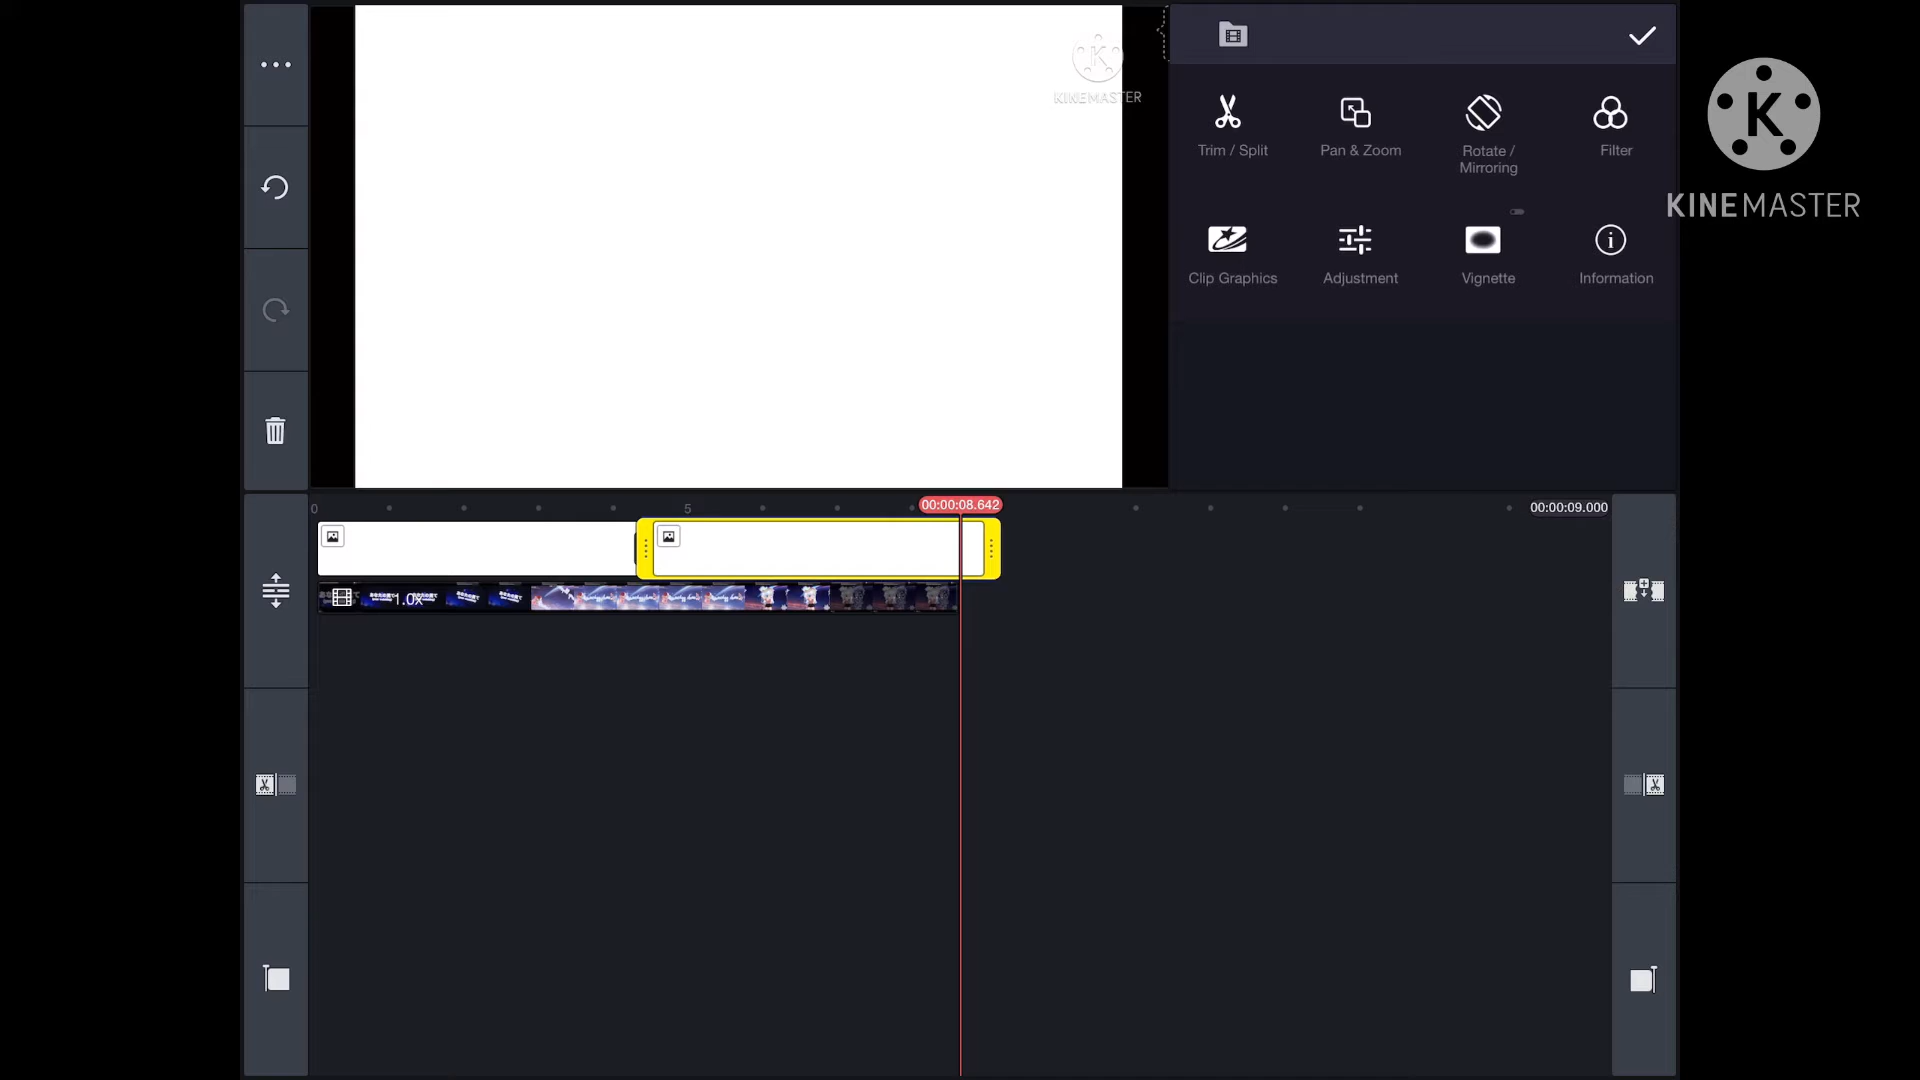 KINEMASTER
Trim / Split
Pan & Zoom
Rotate /
Mirroring
Filter
K
KINEMASTER
Clip Graphics
Adjustment
Vignette
Information
0
5
00:00:08.642
00:00:09.000
1.0x